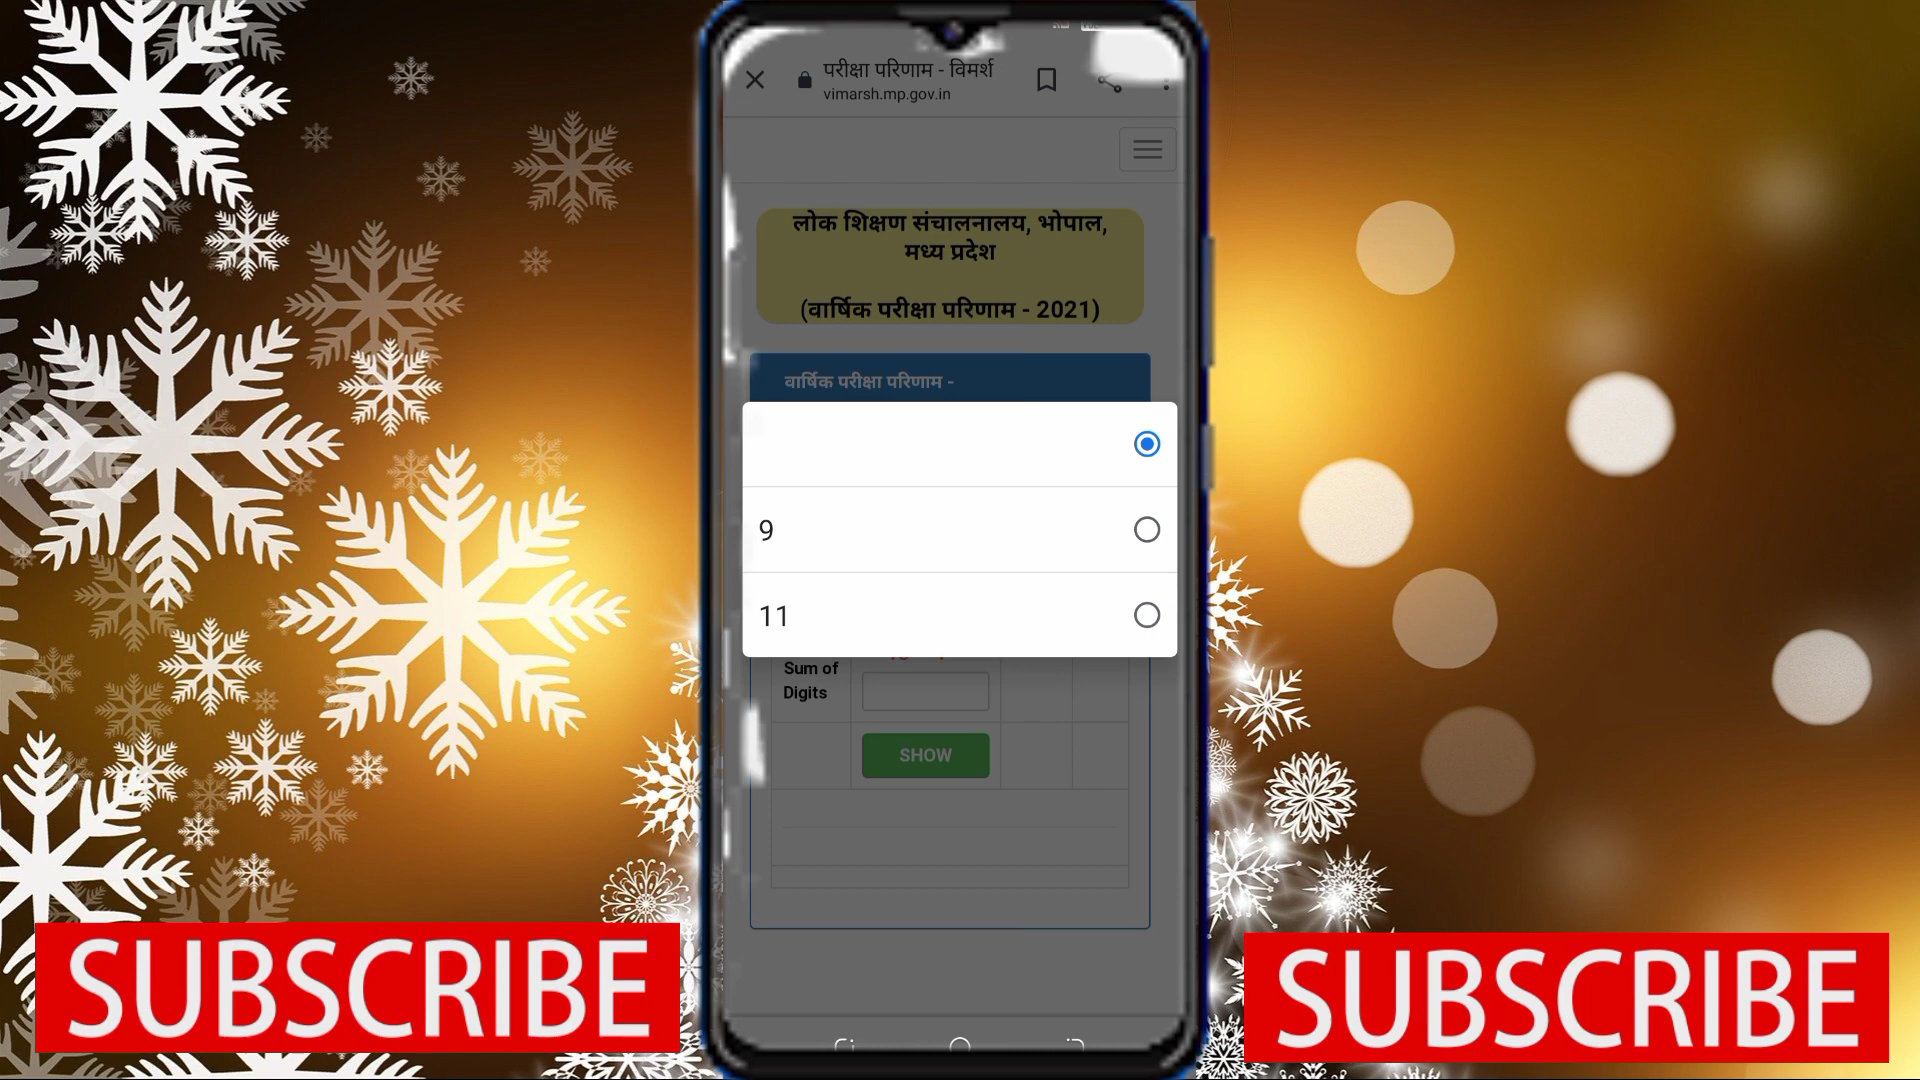 परीक्षा परिणाम - विमर्श
vimarsh.mp.gov.in
लोक शिक्षण संचालनालय, भोपाल,
मध्य प्रदेश
(वार्षिक परीक्षा परिणाम - 2021)
वार्षिक परीक्षा परिणाम -
9
11
Sum of
Digits
SHOW
SUBSCRIBE
SUBSCRIBE